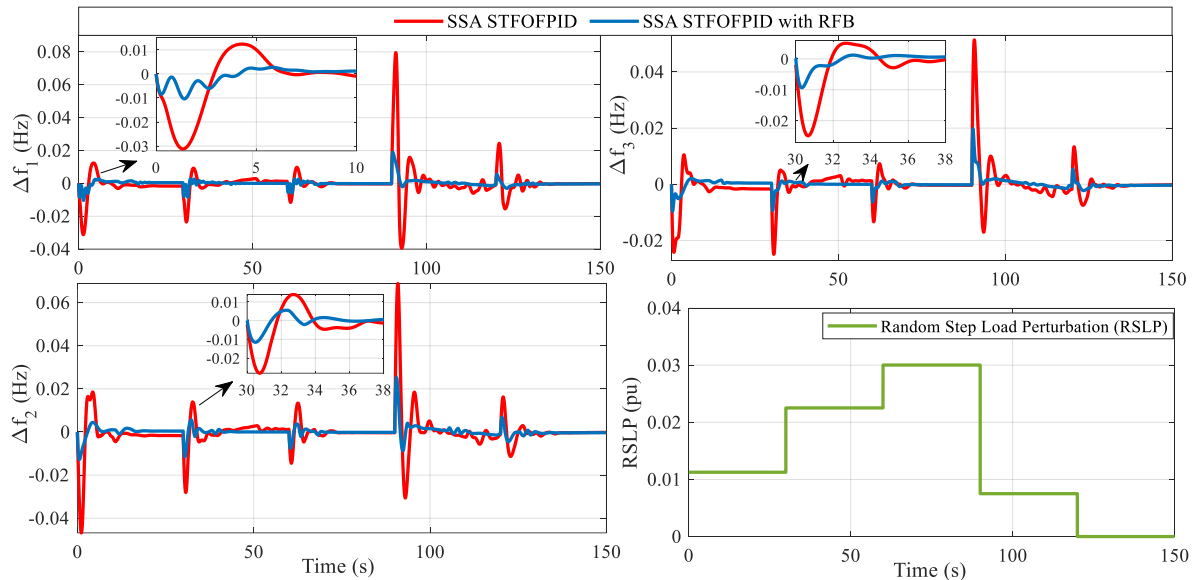 SSA STFOFPID SSA STFOFPID with RFB
0.08
0.06
0.04
0.02
0
-0.02
-0.04
Δf1 (Hz)
0 50 100 150
0.01
0
-0.01
-0.02
-0.03
0 5 10
0.04
0.02
0
-0.02
Δf3 (Hz)
0 50 100 150
0.01
0
-0.01
-0.02
30 32 34 36 38
0.06
0.04
0.02
0
-0.02
-0.04
Δf2 (Hz)
0 50 100 150
Time (s)
0.01
0
-0.01
-0.02
30 32 34 36 38
Random Step Load Perturbation (RSLP)
0.04
0.03
0.02
0.01
0
RSLP (pu)
50 100 150
Time (s)